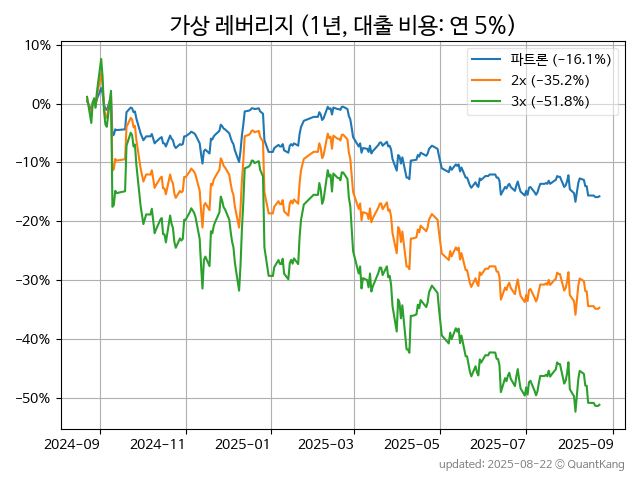 가상 레버리지 (1년, 대출 비용: 연 5%)
파트론 (-16.1%)
2x (-35.2%)
3x (-51.8%)
10%
0%
-10%
-20%
-30%
-40%
-50%
2024-09 2024-11 2025-01 2025-03 2025-05 2025-07 2025-09
updated: 2025-08-22 © QuantKang